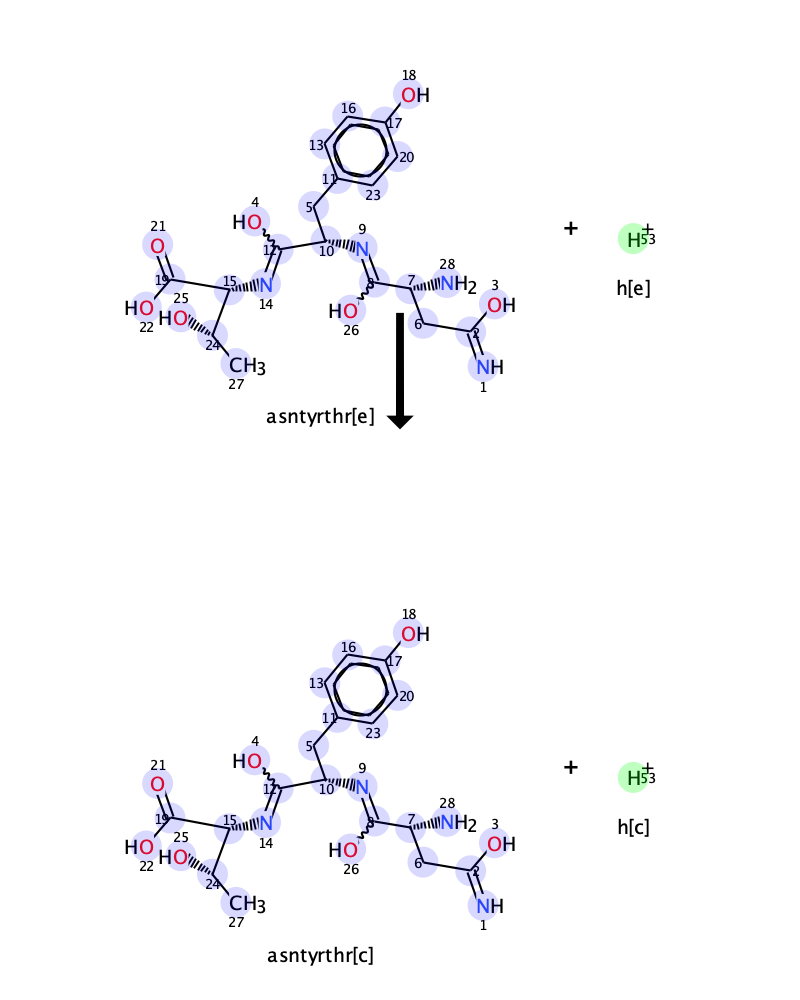 18
OH
16
17
13
20
11
23
5
4
HO
9
N
10
12
21
O
19
15
N
14
8
7
28
NH2
3
OH
+
H+
53
h[e]
HO
22
25
HO
24
CH3
27
HO
26
6
2
NH
1
asntyrthr[e]
18
OH
16
17
13
20
11
23
5
4
HO
9
N
10
12
21
O
19
15
N
14
8
7
28
NH2
3
OH
+
H+
53
h[c]
HO
22
25
HO
24
CH3
27
HO
26
6
2
NH
1
asntyrthr[c]